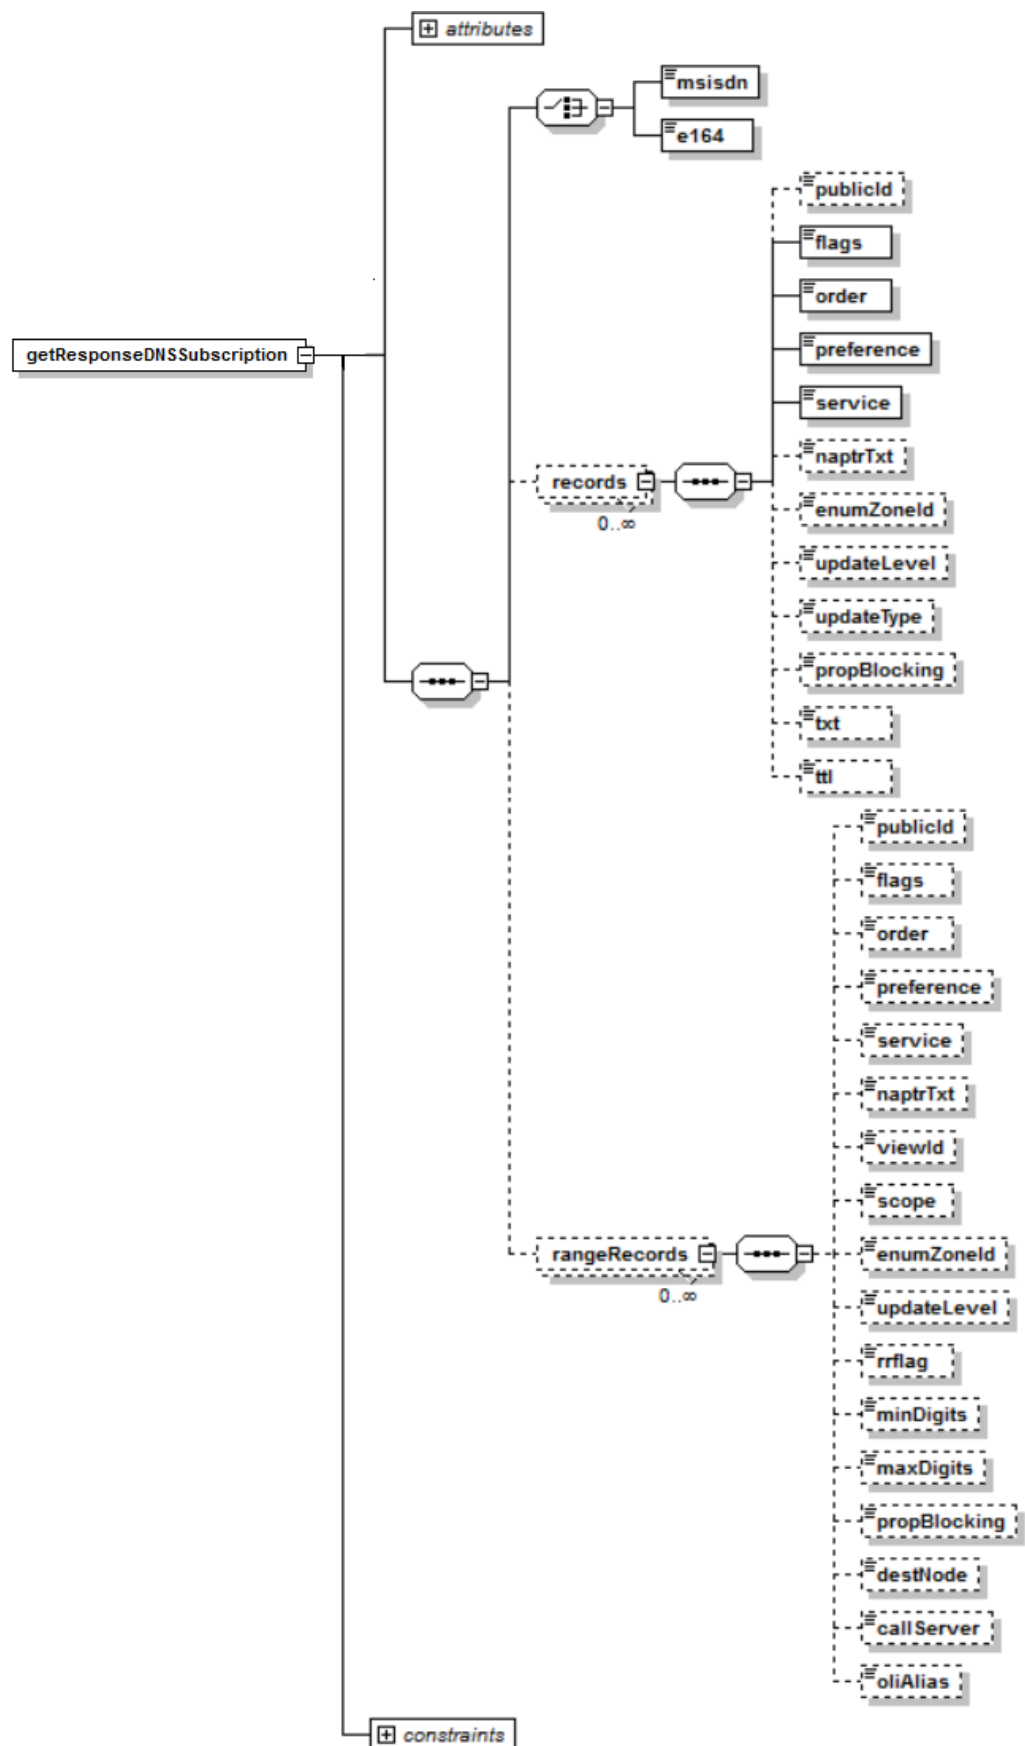 attributes
msisdn
e164
publicId
flags
order
getResponseDNSSubscription
preference
service
naptrTxt
records
enumZoneId
0..∞
updateLevel
updateType
propBlocking
txt
ttl
publicId
flags
order
preference
service
naptrTxt
viewId
scope
rangeRecords
enumZoneId
0..∞
updateLevel
rrflag
minDigits
maxDigits
propBlocking
destNode
callServer
oliAlias
constraints